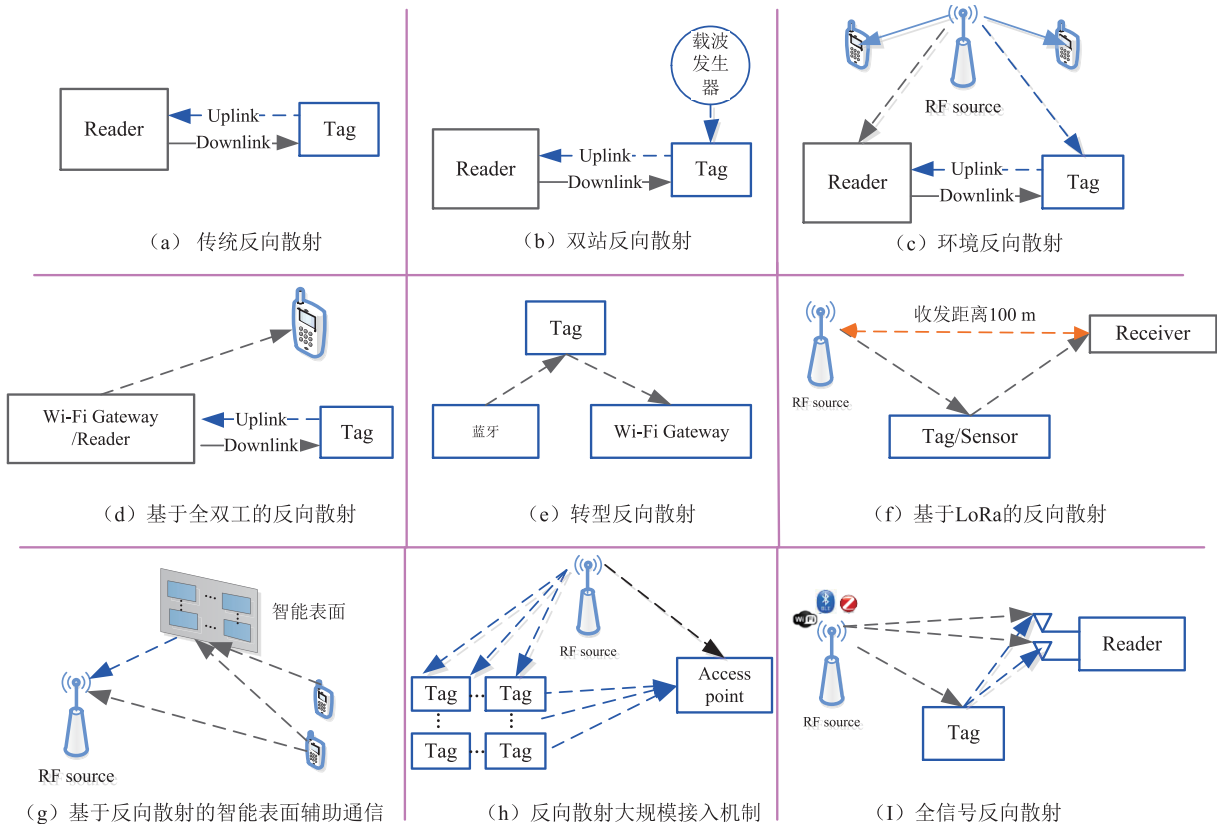 Reader
Uplink
Downlink
Tag
（a） 传统反向散射
载波
发生
器
Reader
Uplink
Downlink
Tag
（b）双站反向散射
RF source
Reader
Uplink
Downlink
Tag
（c）环境反向散射
Wi-Fi Gateway
/Reader
Uplink
Downlink
Tag
（d）基于全双工的反向散射
Tag
蓝牙
Wi-Fi Gateway
（e）转型反向散射
收发距离100 m
RF source
Receiver
Tag/Sensor
（f）基于LoRa的反向散射
智能表面
RF source
（g）基于反向散射的智能表面辅助通信
RF source
Tag ... Tag
Tag ... Tag
Access
point
（h）反向散射大规模接入机制
WiFi
RF source
Reader
Tag
（I）全信号反向散射